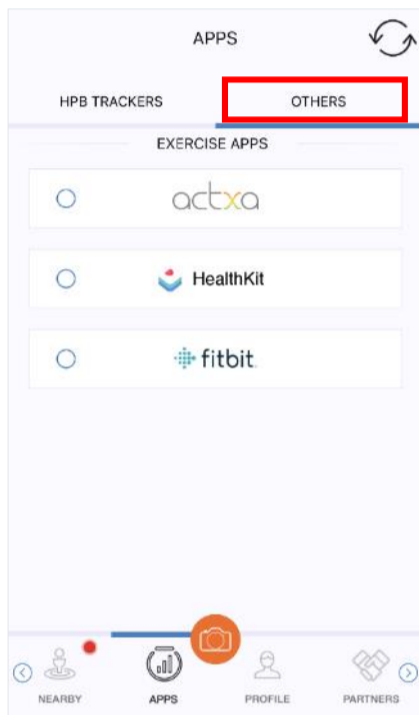 APPS
HPB TRACKERS OTHERS
EXERCISE APPS
actxa
HealthKit
fitbit
NEARBY APPS PROFILE PARTNERS